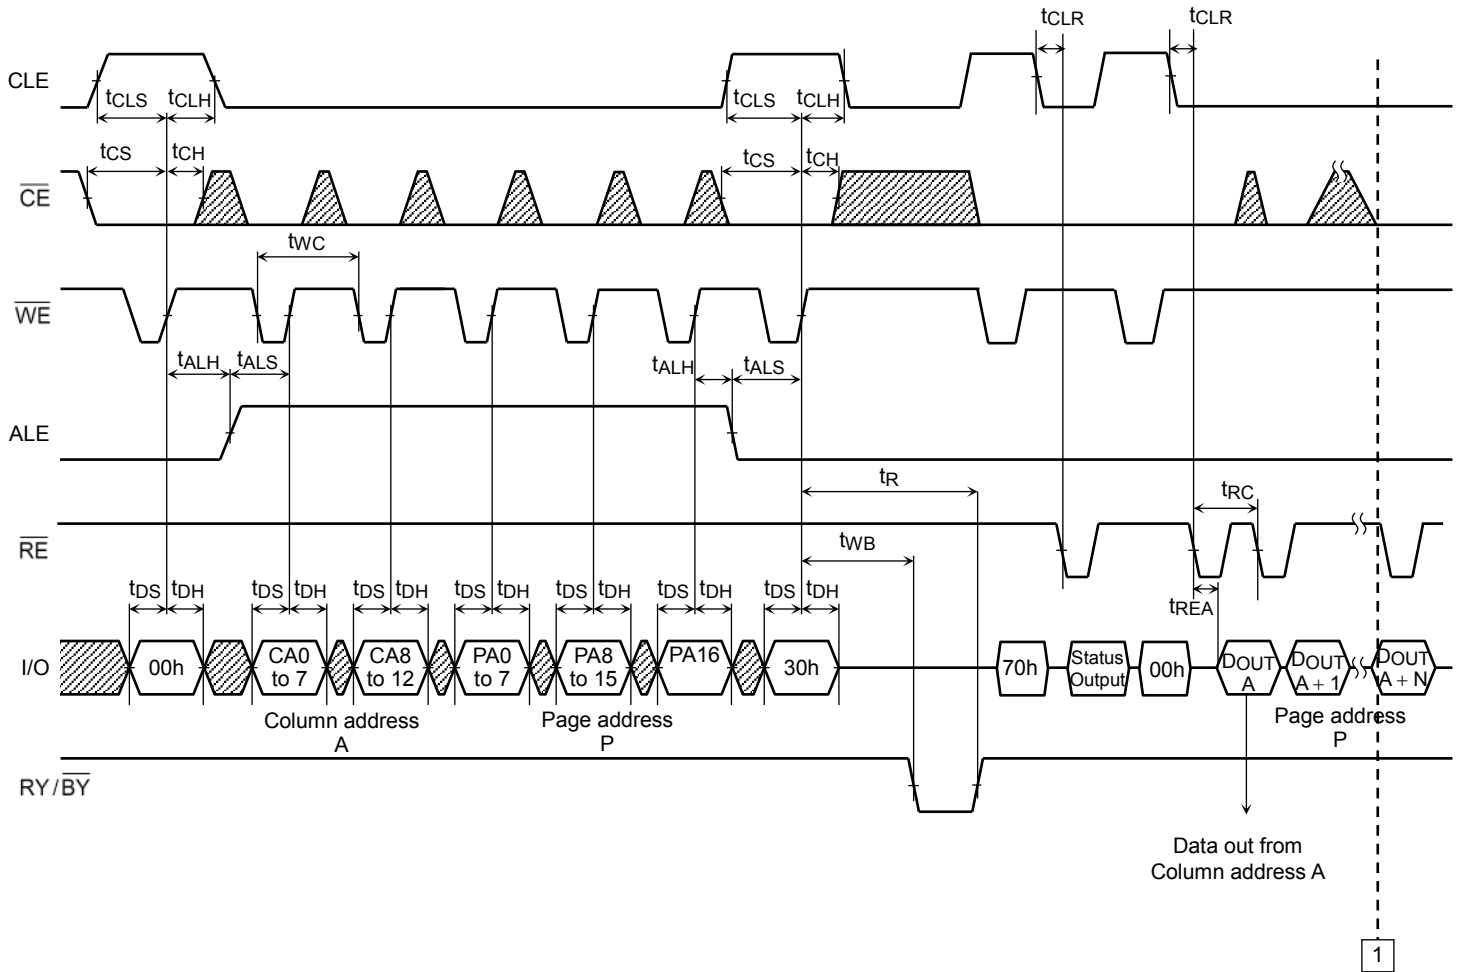 tCLR
tCLR
CLE
tCLS
tCLH
tCLS
tCLH
tCS
tCH
tCS
tCH
CE
tWC
WE
tALH
tALS
tALH
tALS
ALE
tR
tRC
RE
tWB
tDS
tDH
tDS
tDH
tDS
tDH
tDS
tDH
tDS
tDH
tDS
tDH
tDS
tDH
tREA
I/O
00h
CA0
to 7
CA8
to 12
PA0
to 7
PA8
to 15
PA16
30h
70h
Status
Output
00h
DOUT
A
DOUT
A + 1
DOUT
A + N
Column address
A
Page address
P
Page address
P
RY/BY
Data out from
Column address A
1